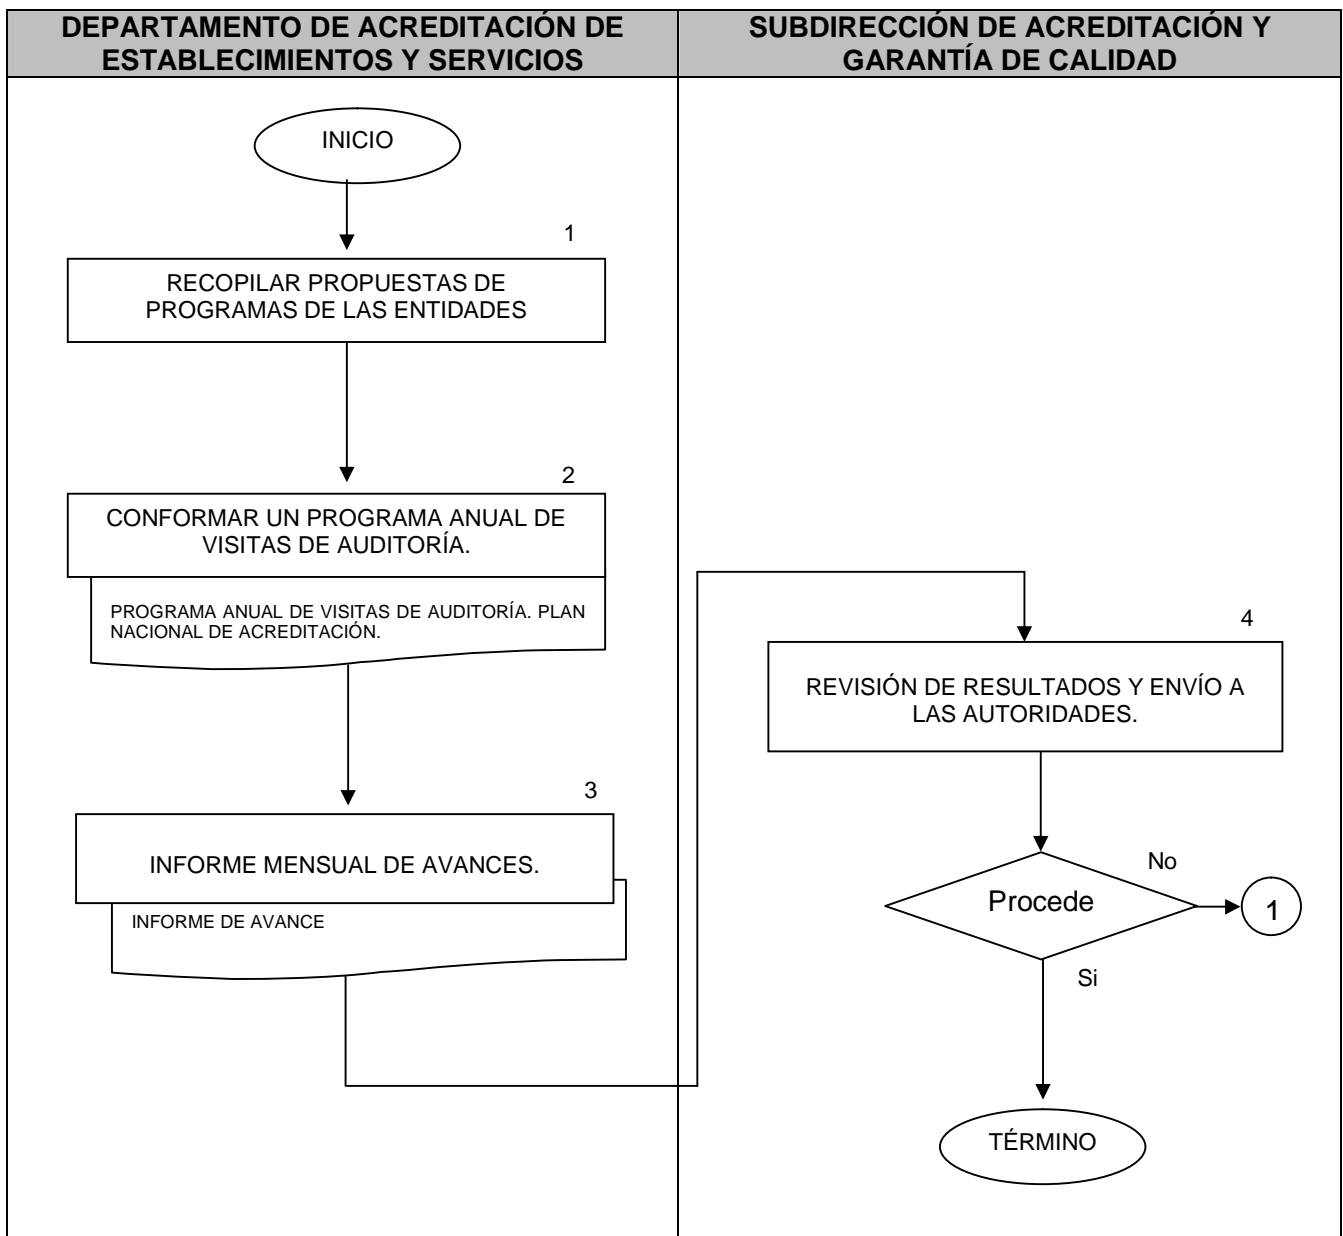 DEPARTAMENTO DE ACREDITACIÓN DE
ESTABLECIMIENTOS Y SERVICIOS
SUBDIRECCIÓN DE ACREDITACIÓN Y
GARANTÍA DE CALIDAD
INICIO
1
RECOPILAR PROPUESTAS DE
PROGRAMAS DE LAS ENTIDADES
2
CONFORMAR UN PROGRAMA ANUAL DE
VISITAS DE AUDITORÍA.
PROGRAMA ANUAL DE VISITAS DE AUDITORÍA. PLAN
NACIONAL DE ACREDITACIÓN.
3
INFORME MENSUAL DE AVANCES.
INFORME DE AVANCE
4
REVISIÓN DE RESULTADOS Y ENVÍO A
LAS AUTORIDADES.
Procede
No
1
Si
TÉRMINO